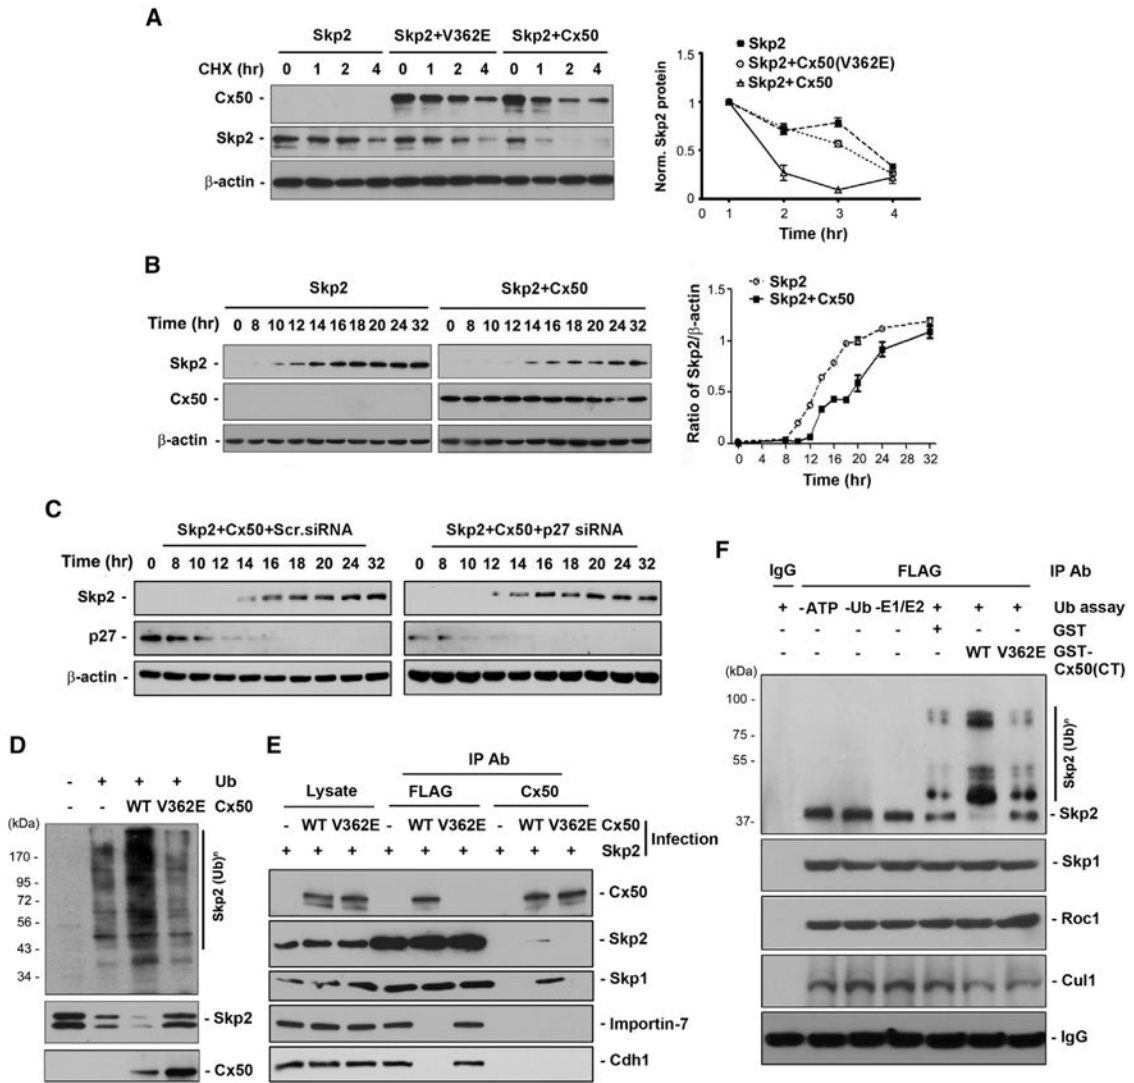 A
Skp2 Skp2+V362E Skp2+Cx50
CHX (hr) 0 1 2 4 0 1 2 4 0 1 2 4
Cx50 -
Skp2 -
β-actin -
Skp2
Skp2+Cx50(V362E)
Skp2+Cx50
Norm. Skp2 protein
1.5
1
0.5
0
0 1 2 3 4
Time (hr)
B
Skp2 Skp2+Cx50
Time (hr) 0 8 10 12 14 16 18 20 24 32 0 8 10 12 14 16 18 20 24 32
Skp2 -
Cx50 -
β-actin -
Skp2
Skp2+Cx50
Ratio of Skp2/β-actin
1.5
1
0.5
0
0 4 8 12 16 20 24 28 32
Time (hr)
C
Skp2+Cx50+Scr.siRNA Skp2+Cx50+p27 siRNA
Time (hr) 0 8 10 12 14 16 18 20 24 32 0 8 10 12 14 16 18 20 24 32
Skp2 -
p27 -
β-actin -
D
- + + + Ub
- - WT V362E Cx50
(kDa)
170 -
95 -
72 -
56 -
43 -
34 -
Skp2 (Ub)ⁿ
- Skp2
- Cx50
E
IP Ab
Lysate FLAG Cx50
- WT V362E - WT V362E - WT V362E Cx50
+ + + + + + + + + Skp2
Infection
- Cx50
- Skp2
- Skp1
- Importin-7
- Cdh1
F
IgG FLAG IP Ab
+ -ATP -Ub -E1/E2 + + + Ub assay
- - - - + - - GST
- - - - - WT V362E GST-Cx50(CT)
(kDa)
100 -
75 -
55 -
37-
Skp2 (Ub)ⁿ
- Skp2
- Skp1
- Roc1
- Cul1
- IgG